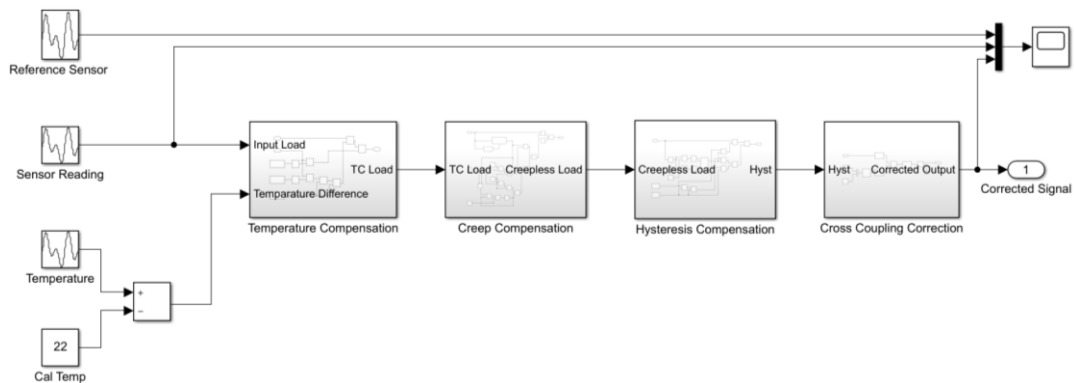 Reference Sensor
Sensor Reading
Input Load
TC Load
Temparature Difference
Temperature Compensation
TC Load
Creepless Load
Creep Compensation
Creepless Load
Hyst
Hysteresis Compensation
Hyst
Corrected Output
Cross Coupling Correction
1
Corrected Signal
Temperature
+
−
22
Cal Temp